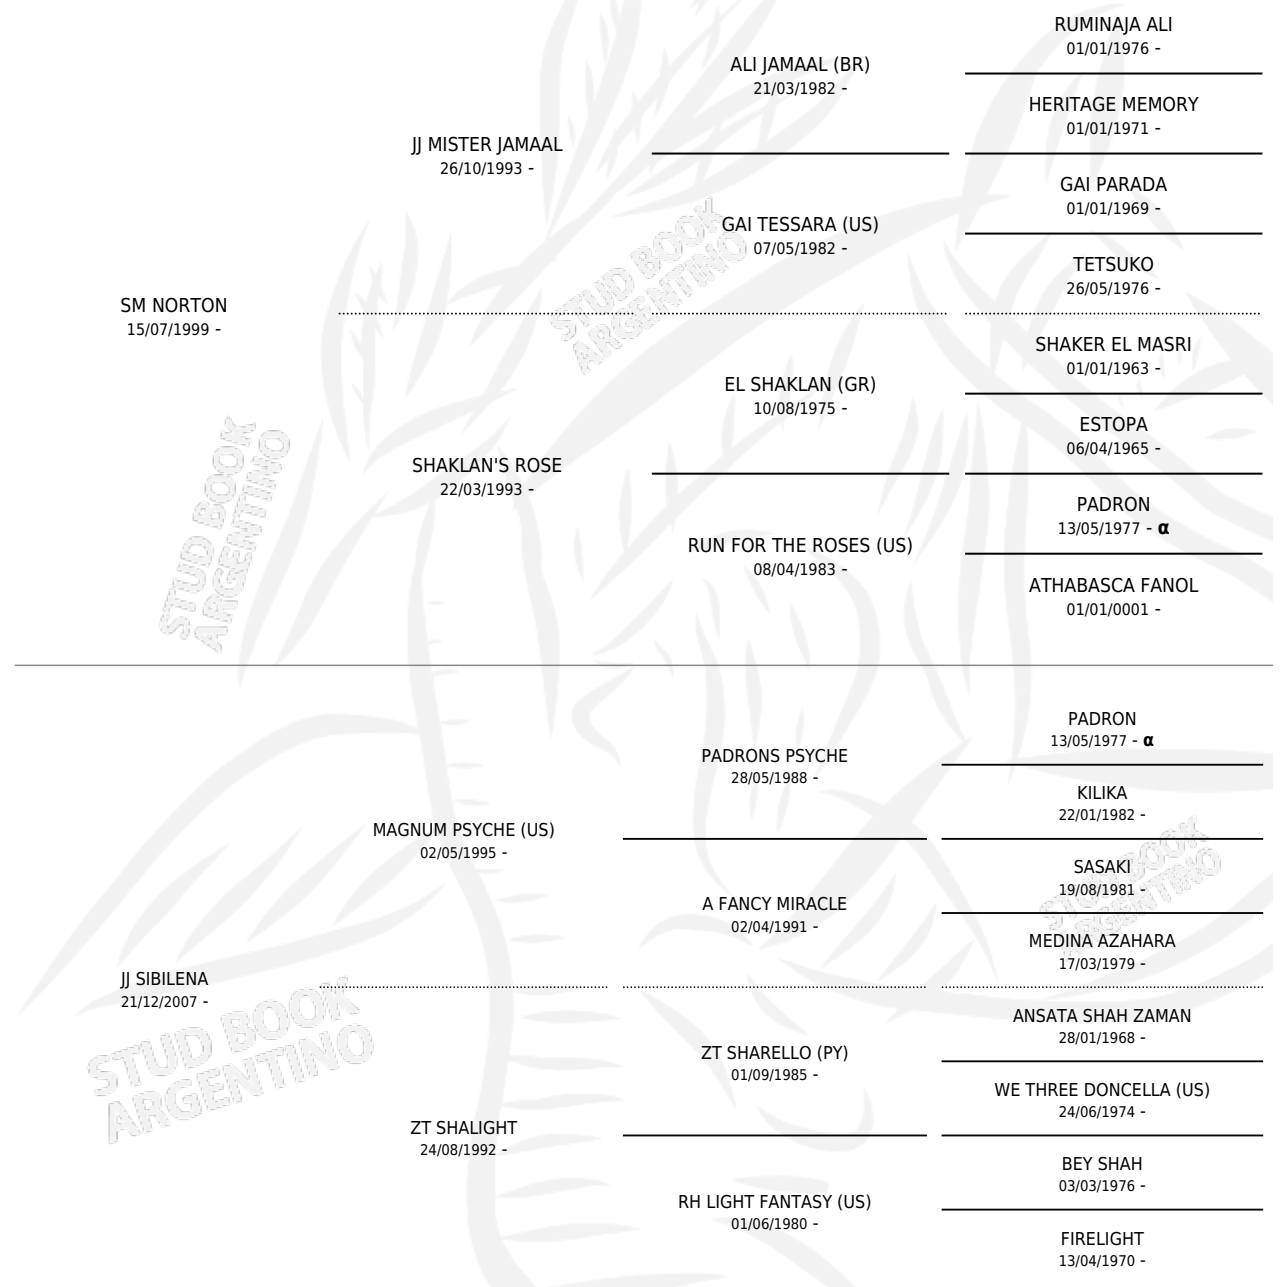 RUMINAJA ALI
01/01/1976 -
ALI JAMAAL (BR)
21/03/1982 -
HERITAGE MEMORY
01/01/1971 -
JJ MISTER JAMAAL
26/10/1993 -
GAI PARADA
01/01/1969 -
GAI TESSARA (US)
07/05/1982 -
TETSUKO
26/05/1976 -
SM NORTON
15/07/1999 -
SHAKER EL MASRI
01/01/1963 -
EL SHAKLAN (GR)
10/08/1975 -
ESTOPA
06/04/1965 -
SHAKLAN'S ROSE
22/03/1993 -
PADRON
13/05/1977 - α
RUN FOR THE ROSES (US)
08/04/1983 -
ATHABASCA FANOL
01/01/0001 -
PADRON
13/05/1977 - α
PADRONS PSYCHE
28/05/1988 -
KILIKA
22/01/1982 -
MAGNUM PSYCHE (US)
02/05/1995 -
SASAKI
19/08/1981 -
A FANCY MIRACLE
02/04/1991 -
MEDINA AZAHARA
17/03/1979 -
JJ SIBILENA
21/12/2007 -
ANSATA SHAH ZAMAN
28/01/1968 -
ZT SHARELLO (PY)
01/09/1985 -
WE THREE DONCELLA (US)
24/06/1974 -
ZT SHALIGHT
24/08/1992 -
BEY SHAH
03/03/1976 -
RH LIGHT FANTASY (US)
01/06/1980 -
FIRELIGHT
13/04/1970 -
STUD BOOK
ARGENTINO
STUD BOOK
ARGENTINO
STUD BOOK
ARGENTINO
STUD BOOK
ARGENTINO